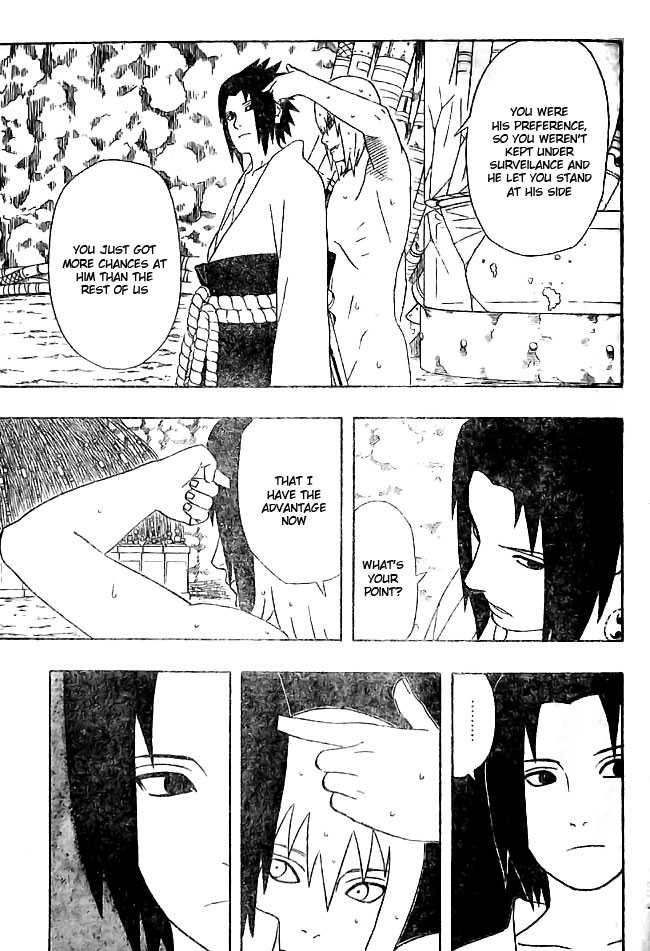 YOU WERE
HIS PREFERENCE,
SO YOU WEREN'T
KEPT UNDER
SURVEILANCE AND
HE LET YOU STAND
AT HIS SIDE
YOU JUST GOT
MORE CHANCES AT
HIM THAN THE
REST OF US
WHAT'S
YOUR
POINT?
THAT I
HAVE THE
ADVANTAGE
NOW
.........